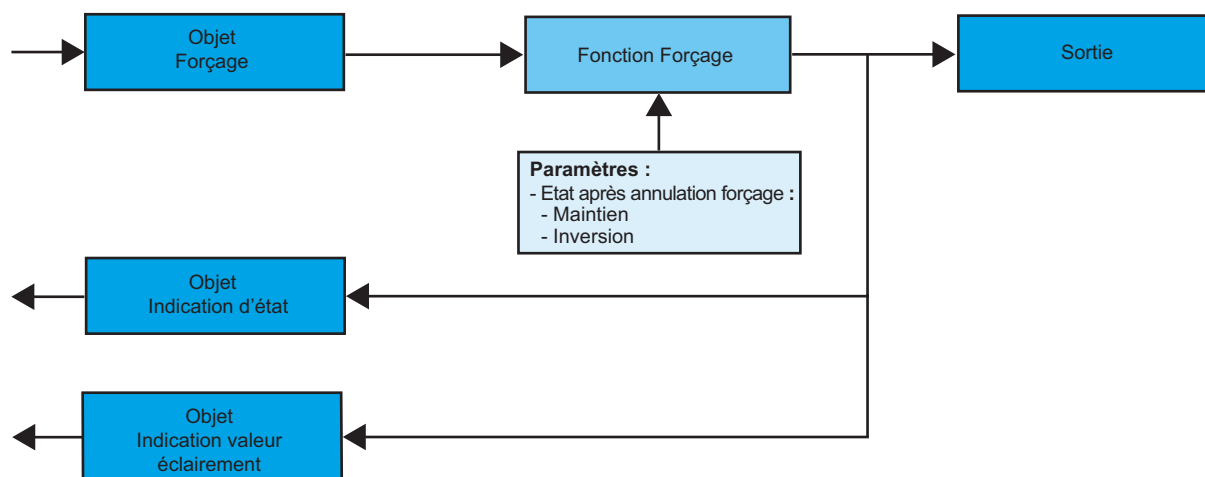 Objet
Forçage
Fonction Forçage
Sortie
Paramètres :
- Etat après annulation forçage :
- Maintien
- Inversion
Objet
Indication d’état
Objet
Indication valeur
éclairement